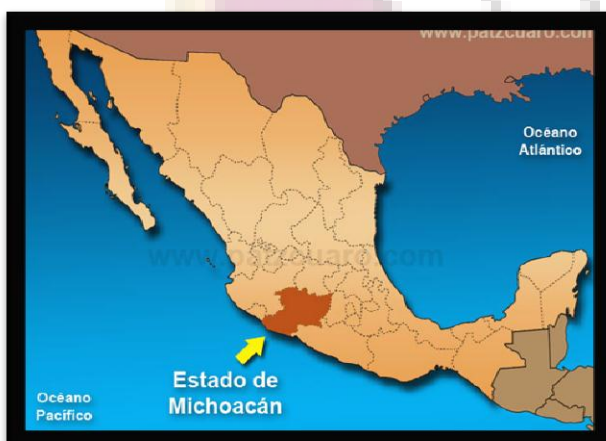 www.patzcuaro.com
Océano
Atlántico
www.patzcuaro.com
Estado de
Michoacán
Océano
Pacífico